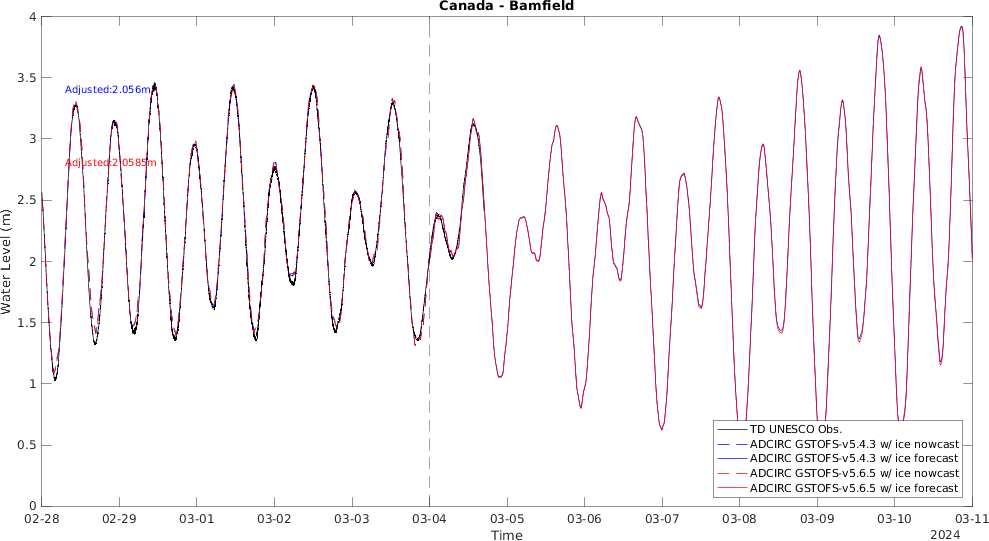 Canada - Bamfield
4
3.5
3
2.5
2
1.5
1
0.5
0
Water Level (m)
Adjusted:2.056m
Adjusted:2.0585m
TD UNESCO Obs.
ADCIRC GSTOFS-v5.4.3 w/ ice nowcast
ADCIRC GSTOFS-v5.4.3 w/ ice forecast
ADCIRC GSTOFS-v5.6.5 w/ ice nowcast
ADCIRC GSTOFS-v5.6.5 w/ ice forecast
02-28 02-29 03-01 03-02 03-03 03-04 03-05 03-06 03-07 03-08 03-09 03-10 03-11
Time
2024